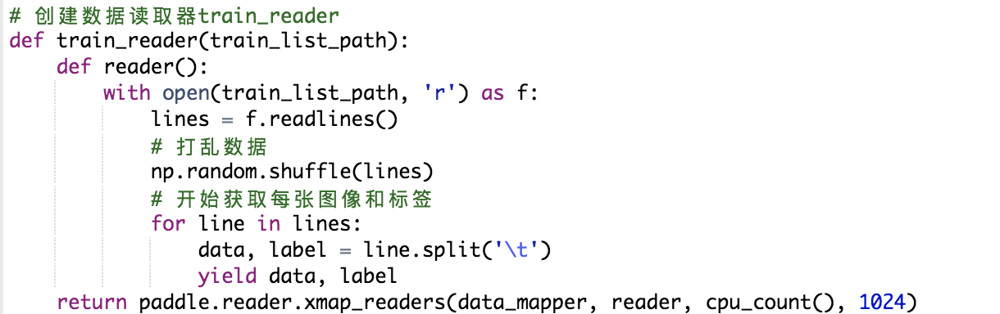 # 创建数据读取器train_reader
def train_reader(train_list_path):
    def reader():
        with open(train_list_path, 'r') as f:
            lines = f.readlines()
            # 打乱数据
            np.random.shuffle(lines)
            # 开始获取每张图像和标签
            for line in lines:
                data, label = line.split('\t')
                yield data, label
    return paddle.reader.xmap_readers(data_mapper, reader, cpu_count(), 1024)